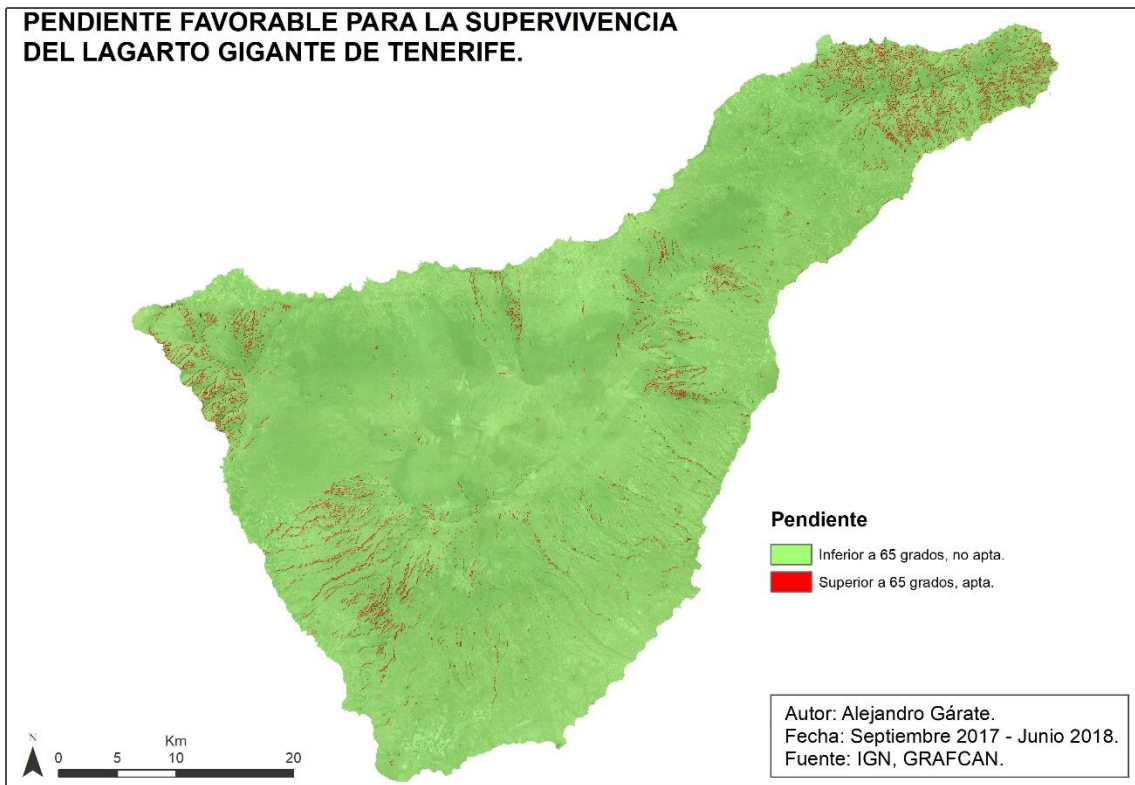 PENDIENTE FAVORABLE PARA LA SUPERVIVENCIA
DEL LAGARTO GIGANTE DE TENERIFE.
Pendiente
Inferior a 65 grados, no apta.
Superior a 65 grados, apta.
N
Km
0 5 10 20
Autor: Alejandro Gárate.
Fecha: Septiembre 2017 - Junio 2018.
Fuente: IGN, GRAFCAN.